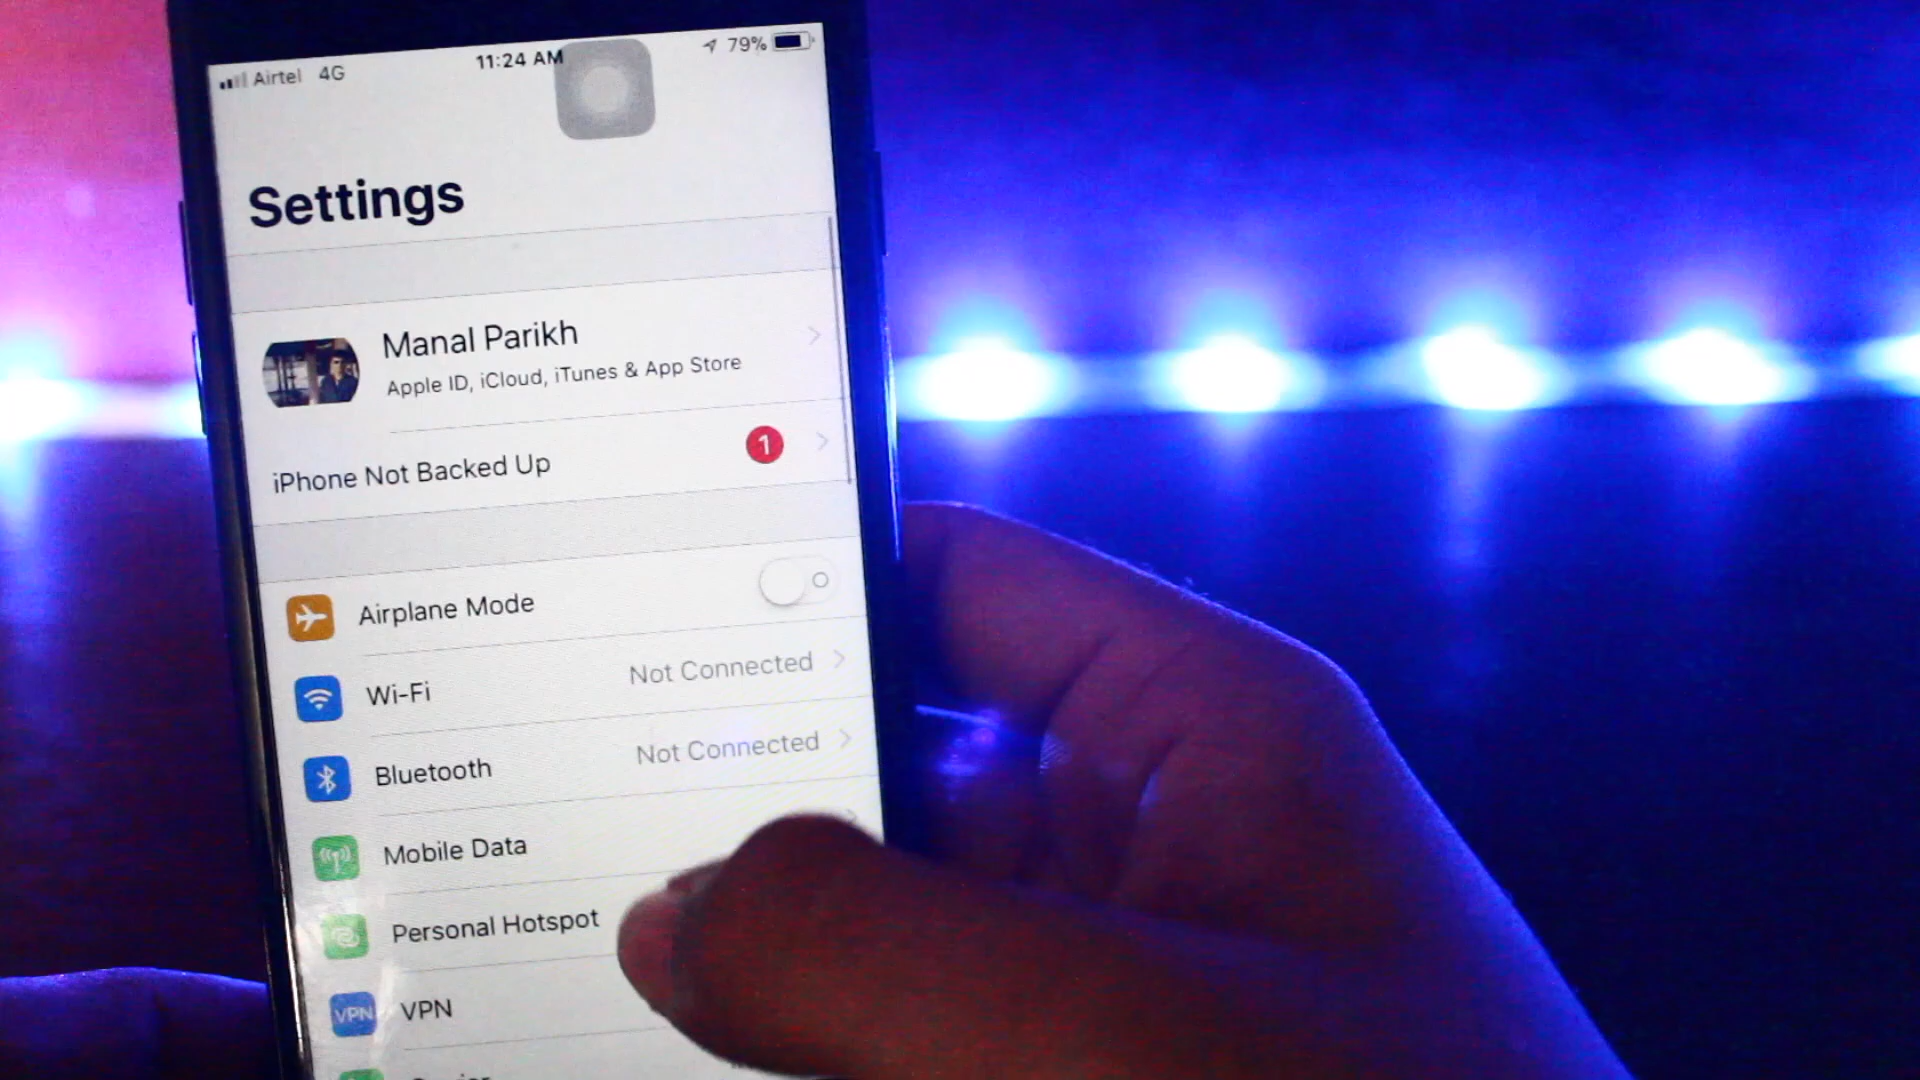 Airtel 4G 11:24 AM 79%
Settings
Manal Parikh
Apple ID, iCloud, iTunes & App Store
iPhone Not Backed Up 1
Airplane Mode
Wi-Fi Not Connected
Bluetooth Not Connected
Mobile Data
Personal Hotspot
VPN VPN